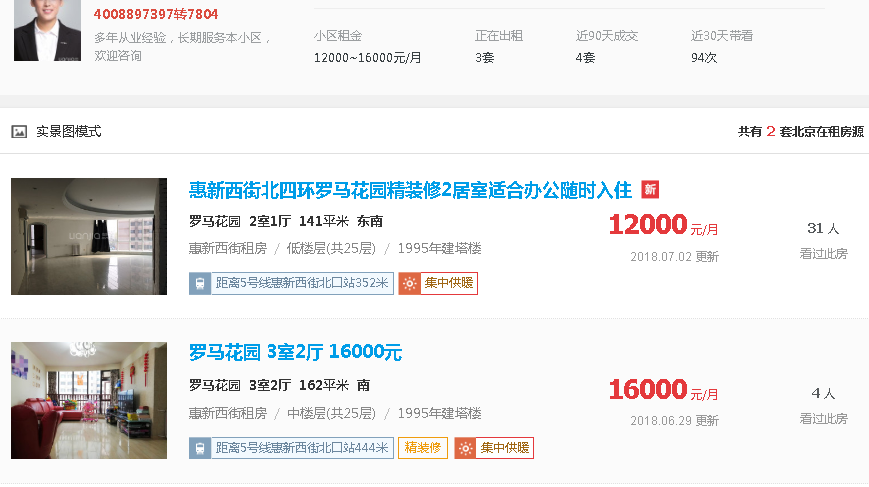 4008897397转7804
多年从业经验，长期服务本小区，
欢迎咨询
小区租金 正在出租 近90天成交 近30天带看
12000~16000元/月 3套 4套 94次
实景图模式 共有 2 套北京在租房源
惠新西街北四环罗马花园精装修2居室适合办公随时入住 新
罗马花园 2室1厅 141平米 东南
12000 元/月
31 人
惠新西街租房 / 低楼层(共25层) / 1995年建塔楼
2018.07.02 更新
看过此房
距离5号线惠新西街北口站352米 集中供暖
罗马花园 3室2厅 16000元
罗马花园 3室2厅 162平米 南
16000 元/月
4 人
惠新西街租房 / 中楼层(共25层) / 1995年建塔楼
2018.06.29 更新
看过此房
距离5号线惠新西街北口站444米 精装修 集中供暖